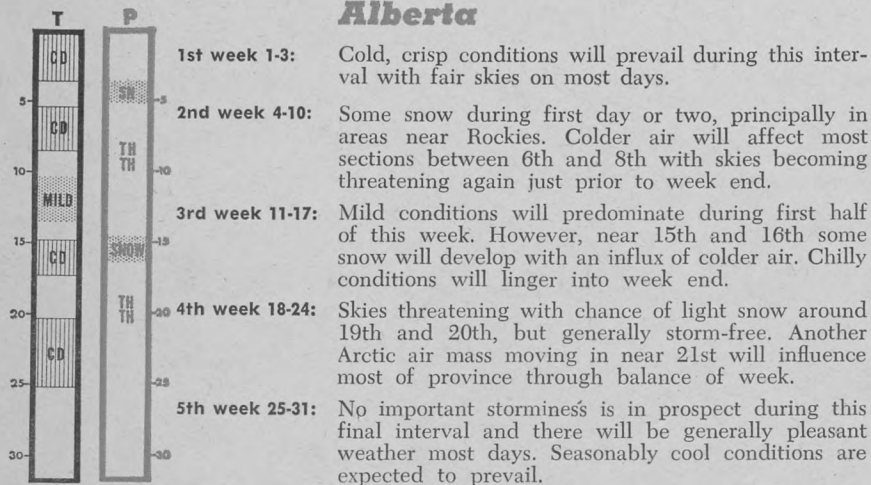 Alberta
T P
CD
5
SN
5
CD
TH
TH
10
10
MILD
15
SNOW
15
CD
20
TH
TH
20
CD
25
25
30
30
1st week 1-3: Cold, crisp conditions will prevail during this inter-
val with fair skies on most days.
2nd week 4-10: Some snow during first day or two, principally in
areas near Rockies. Colder air will affect most
sections between 6th and 8th with skies becoming
threatening again just prior to week end.
3rd week 11-17: Mild conditions will predominate during first half
of this week. However, near 15th and 16th some
snow will develop with an influx of colder air. Chilly
conditions will linger into week end.
4th week 18-24: Skies threatening with chance of light snow around
19th and 20th, but generally storm-free. Another
Arctic air mass moving in near 21st will influence
most of province through balance of week.
5th week 25-31: No important storminess is in prospect during this
final interval and there will be generally pleasant
weather most days. Seasonably cool conditions are
expected to prevail.